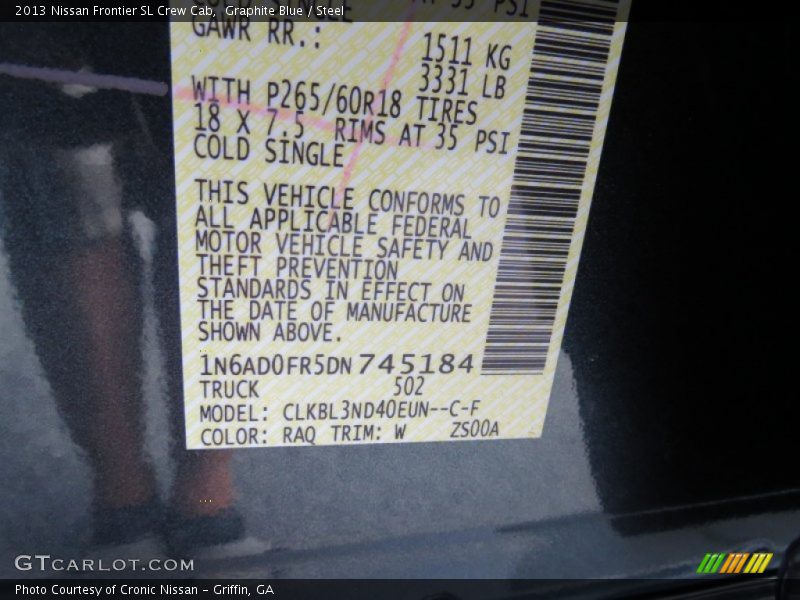 2013 Nissan Frontier SL Crew Cab, Graphite Blue / Steel
GAWR RR.:
1511 KG
3331 LB
WITH P265/60R18 TIRES
18 X 7.5 RIMS AT 35 PSI
COLD SINGLE
THIS VEHICLE CONFORMS TO
ALL APPLICABLE FEDERAL
MOTOR VEHICLE SAFETY AND
THEFT PREVENTION
STANDARDS IN EFFECT ON
THE DATE OF MANUFACTURE
SHOWN ABOVE.
1N6AD0FR5DN745184
TRUCK 502
MODEL: CLKBL3ND40EUN--C-F
COLOR: RAQ TRIM: W ZS00A
GTCARLOT.COM
Photo Courtesy of Cronic Nissan – Griffin, GA